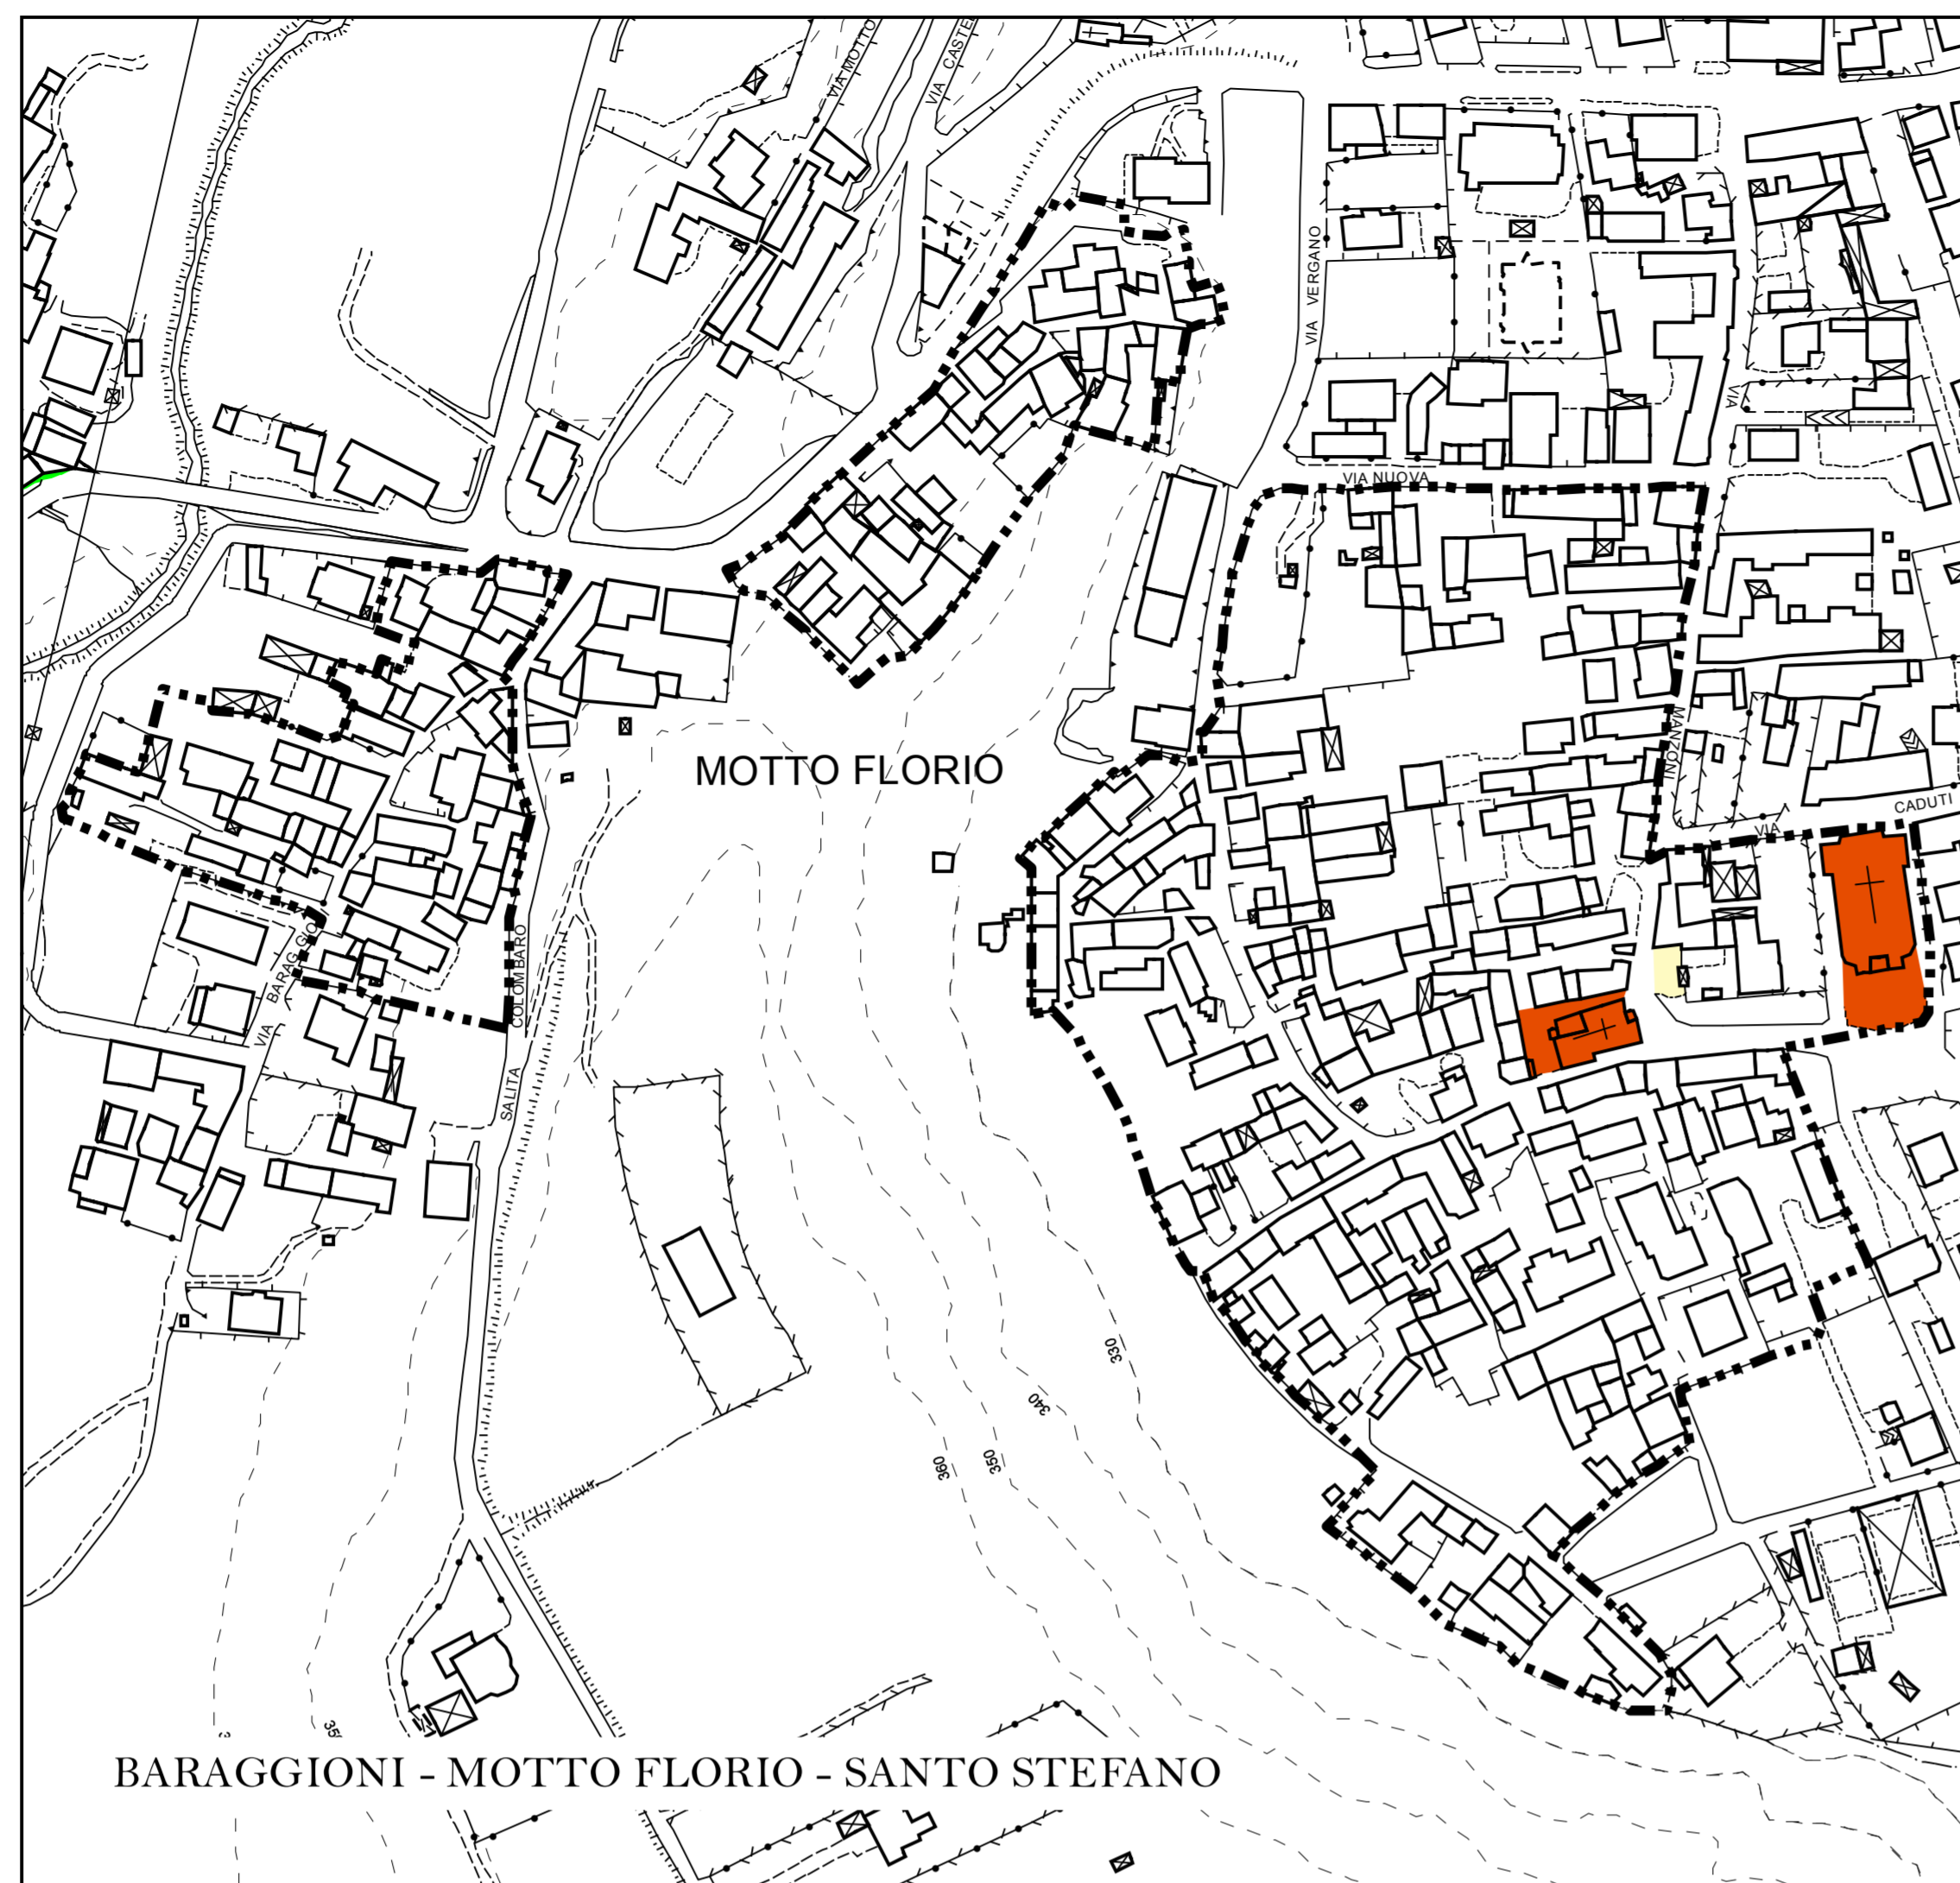 VIA MOTTO
VIA CASTE
VIA VERGANO
VIA NUOVA
VIA
MANZONI
MOTTO FLORIO
CADUTI
VIA
VIA BARAGGIO
SALITA COLOMBARO
330
340
350
360
BARAGGIONI - MOTTO FLORIO - SANTO STEFANO